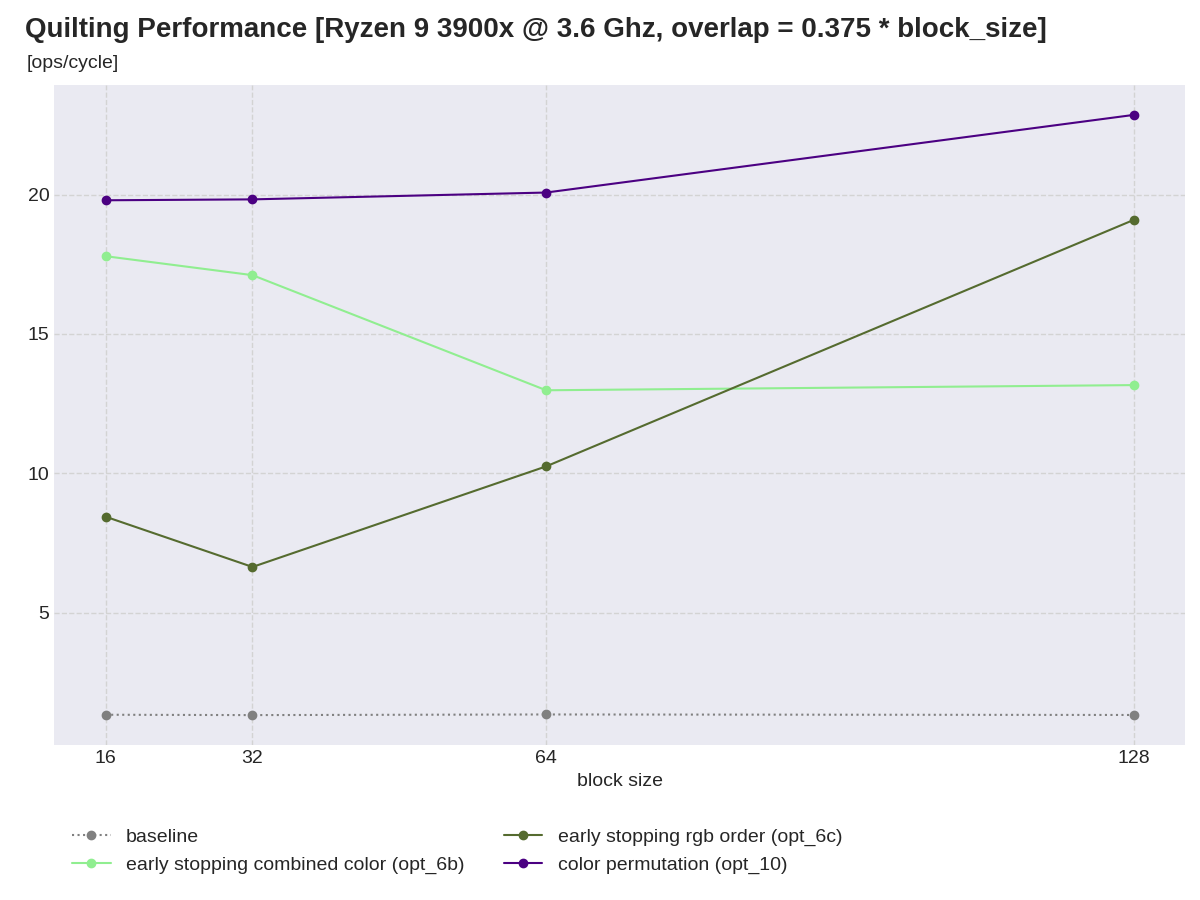 Quilting Performance [Ryzen 9 3900x @ 3.6 Ghz, overlap = 0.375 * block_size]
[ops/cycle]
20
15
10
5
16 32 64 128
block size
baseline
early stopping combined color (opt_6b)
early stopping rgb order (opt_6c)
color permutation (opt_10)